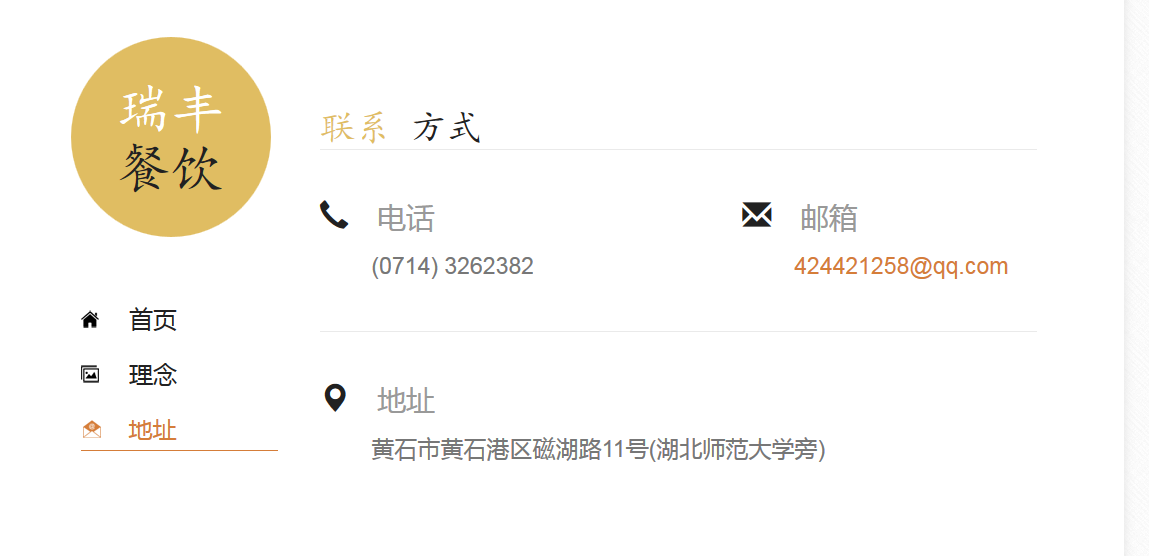 瑞丰
餐饮
首页
理念
地址
联系 方式
电话
(0714) 3262382
邮箱
424421258@qq.com
地址
黄石市黄石港区磁湖路11号(湖北师范大学旁)